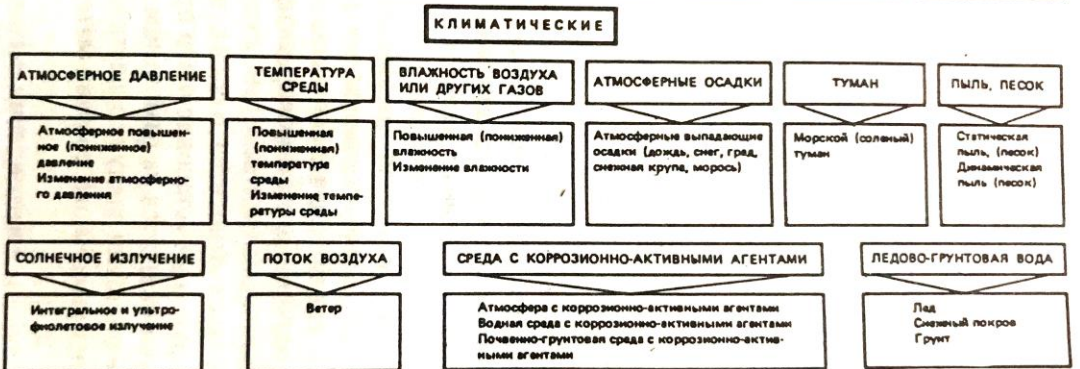 КЛИМАТИЧЕСКИЕ
АТМОСФЕРНОЕ ДАВЛЕНИЕ
Атмосферное повышен-
ное (пониженное)
давление
Изменение атмосферно-
го давления
ТЕМПЕРАТУРА
СРЕДЫ
Повышенная
(пониженная)
температура
среды
Изменение темпе-
ратуры среды
ВЛАЖНОСТЬ ВОЗДУХА
ИЛИ ДРУГИХ ГАЗОВ
Повышенная (пониженная)
влажность
Изменение влажности
АТМОСФЕРНЫЕ ОСАДКИ
Атмосферные выпадающие
осадки (дождь, снег, град,
снежная крупа, морось)
ТУМАН
Морской (соленый)
туман
ПЫЛЬ, ПЕСОК
Статическая
пыль, (песок)
Динамическая
пыль (песок)
СОЛНЕЧНОЕ ИЗЛУЧЕНИЕ
Интегральное и ультра-
фиолетовое излучение
ПОТОК ВОЗДУХА
Ветер
СРЕДА С КОРРОЗИОННО-АКТИВНЫМИ АГЕНТАМИ
Атмосфера с коррозионно-активными агентами
Водная среда с коррозионно-активными агентами
Почвенно-грунтовая среда с коррозионно-актив-
ными агентами
ЛЕДОВО-ГРУНТОВАЯ ВОДА
Лед
Снежный покров
Грунт